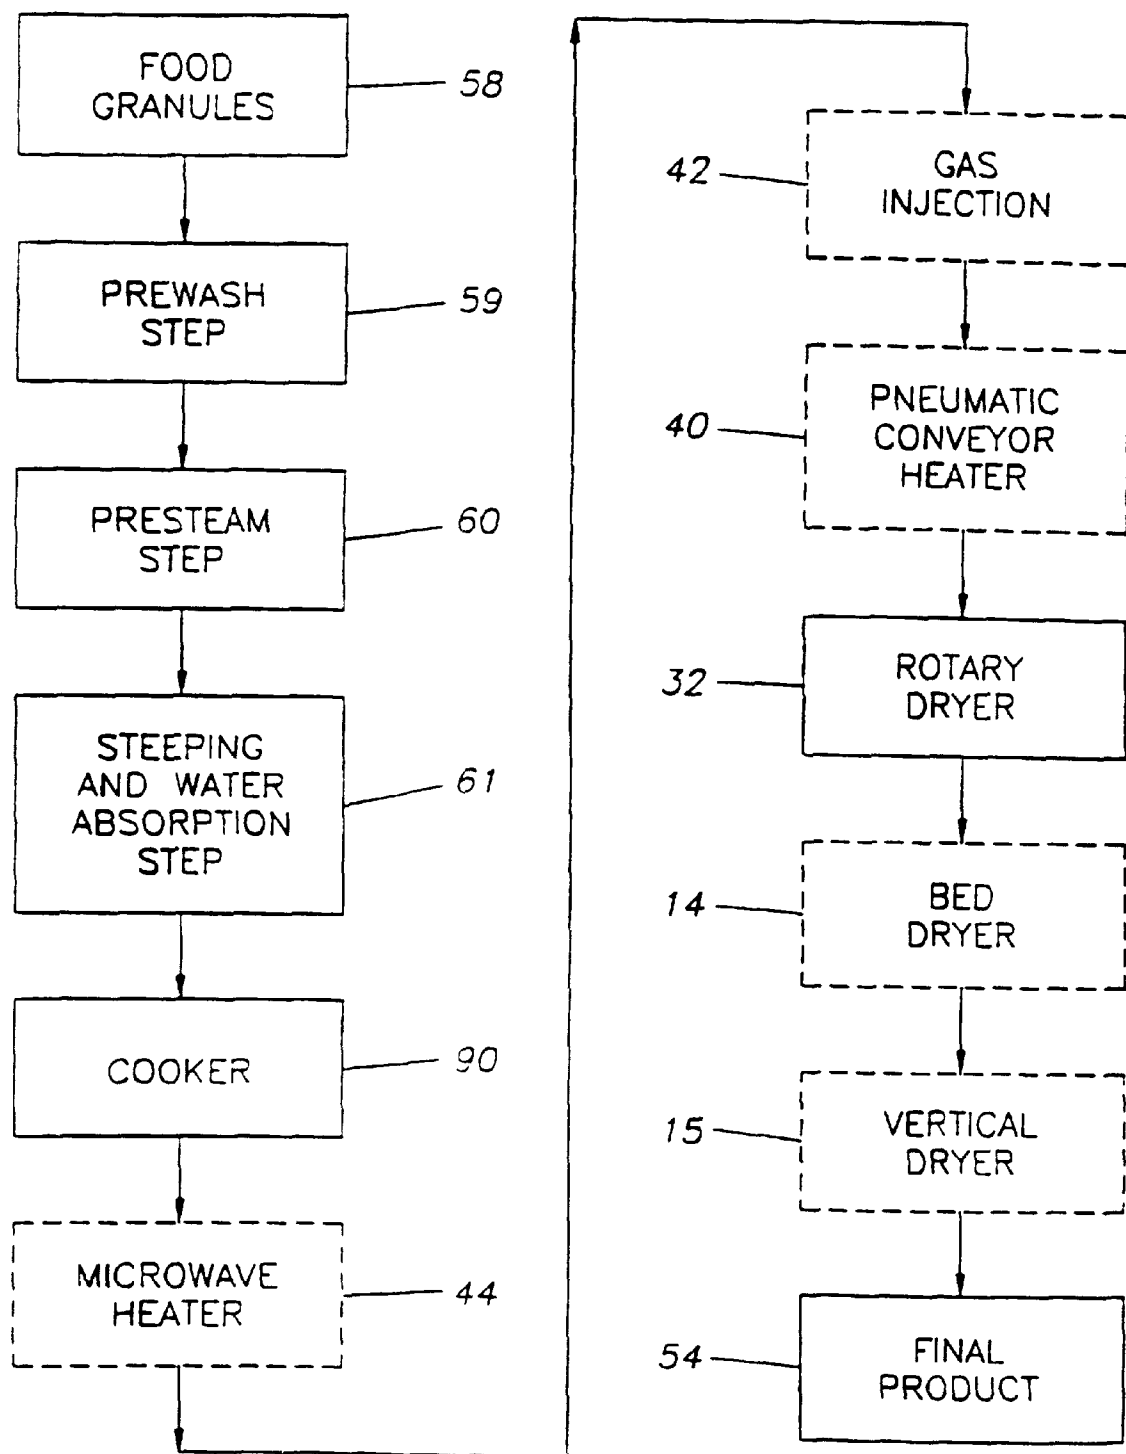 FOOD
GRANULES
58
PREWASH
STEP
59
PRESTEAM
STEP
60
STEEPING
AND WATER
ABSORPTION
STEP
61
COOKER
90
MICROWAVE
HEATER
44
GAS
INJECTION
42
PNEUMATIC
CONVEYOR
HEATER
40
ROTARY
DRYER
32
BED
DRYER
14
VERTICAL
DRYER
15
FINAL
PRODUCT
54